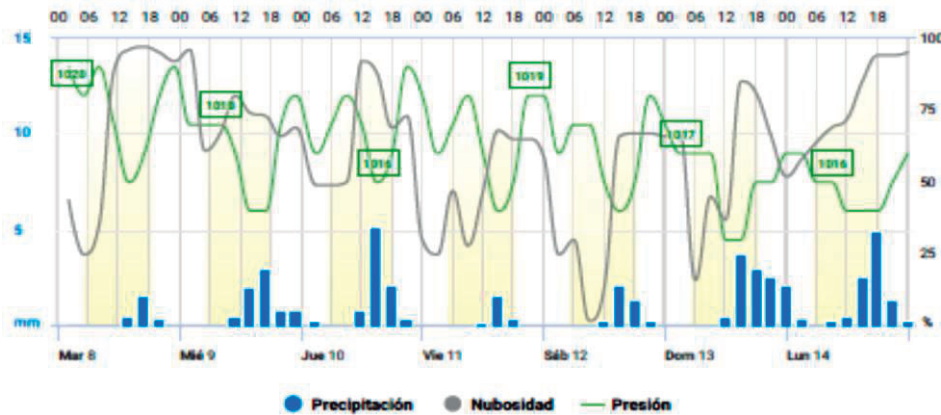 00 06 12 18 00 06 12 18 00 06 12 18 00 06 12 18 00 06 12 18 00 06 12 18 00 06 12 18
15 100
1020 1018 1016 1019 1017 1016
75
10
50
5
25
mm %
Mar 8 Mié 9 Jue 10 Vie 11 Sáb 12 Dom 13 Lun 14
Precipitación Nubosidad Presión